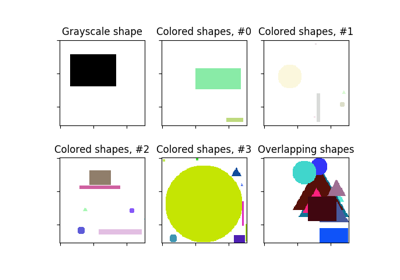 Grayscale shape
Colored shapes, #0
Colored shapes, #1
Colored shapes, #2
Colored shapes, #3
Overlapping shapes